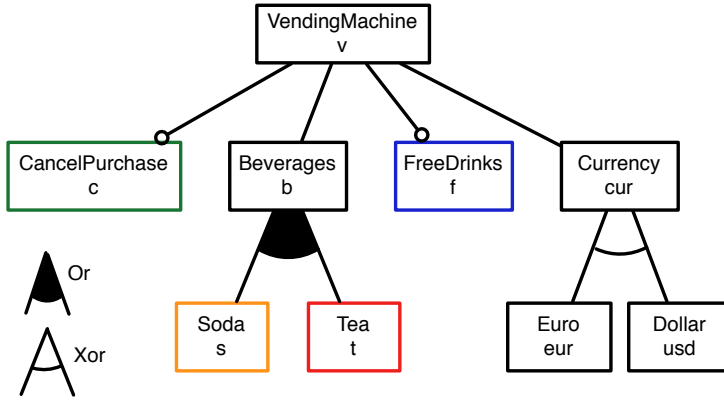 VendingMachine
v
CancelPurchase
c
Beverages
b
FreeDrinks
f
Currency
cur
Or
Xor
Soda
s
Tea
t
Euro
eur
Dollar
usd